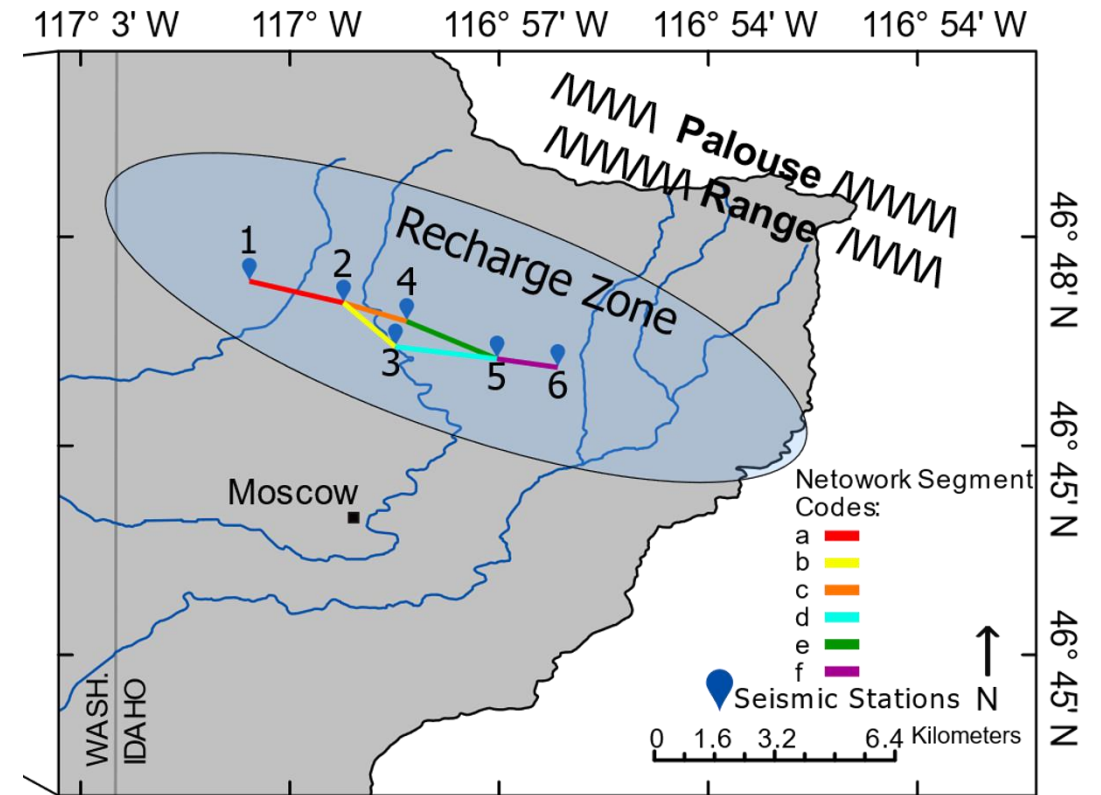 117° 3' W 117° W 116° 57' W 116° 54' W 116° 54' W
Palouse
Range
46° 48' N
Recharge Zone
1
2
4
3
5
6
46° 45' N
Netowork Segment
Codes:
Moscow
a
b
c
d
e
f
46° 45' N
Seismic Stations N
WASH.
IDAHO
0 1.6 3.2 6.4 Kilometers